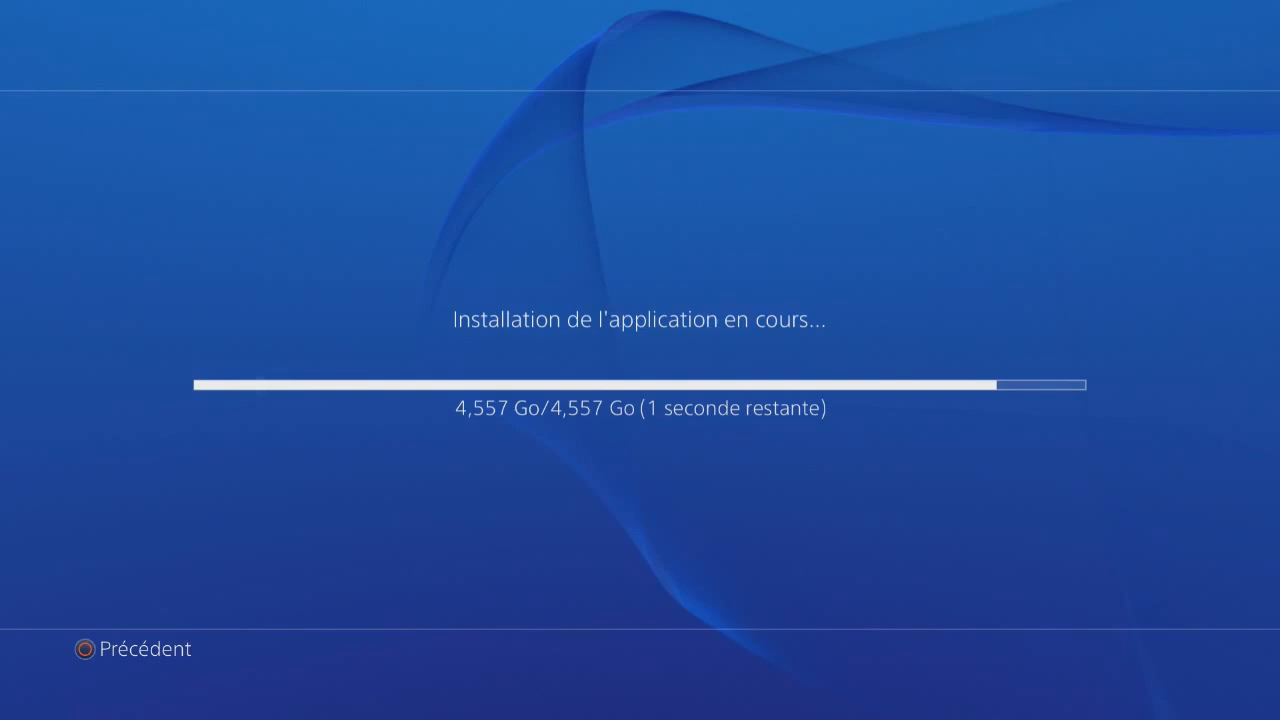 Installation de l'application en cours...
4,557 Go/4,557 Go (1 seconde restante)
Précédent